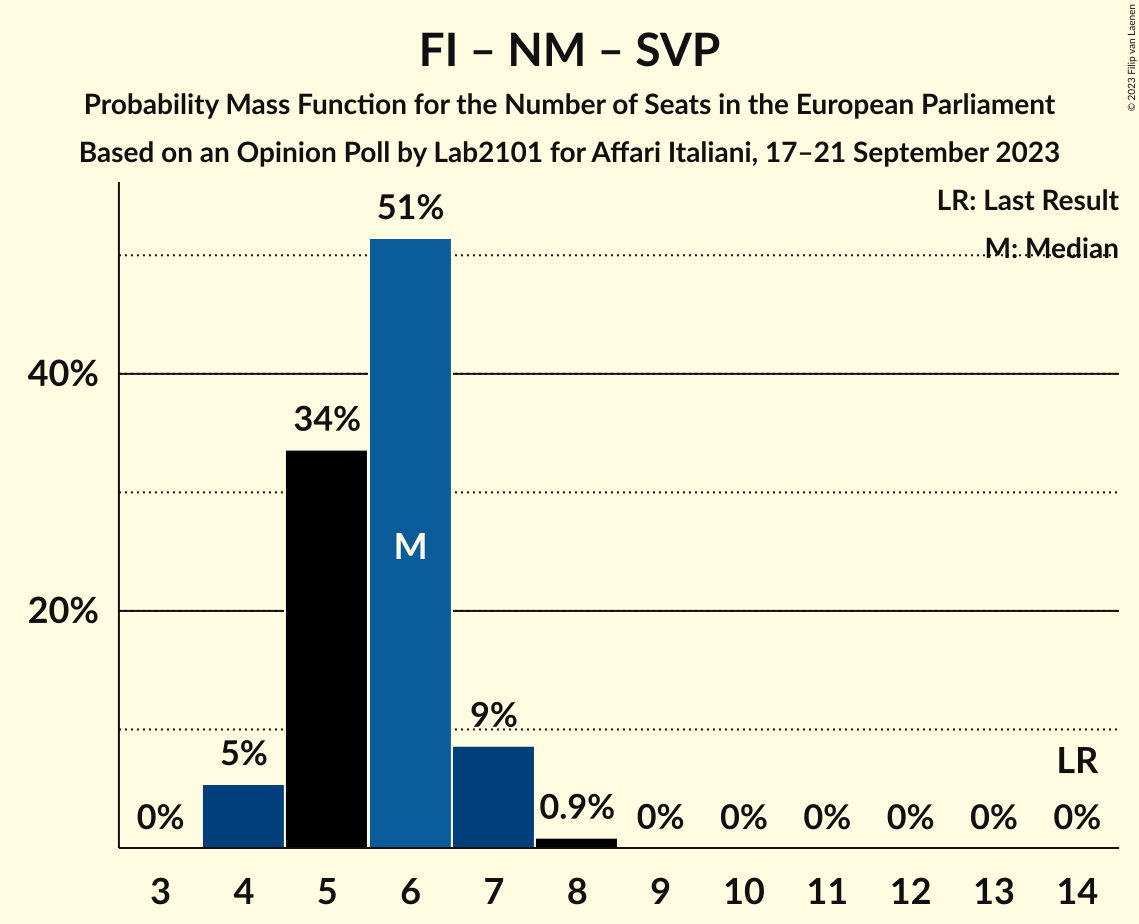 FI – NM – SVP
Probability Mass Function for the Number of Seats in the European Parliament
Based on an Opinion Poll by Lab2101 for Affari Italiani, 17–21 September 2023
© 2023 Filip van Laenen
LR: Last Result
M: Median
51%
40%
34%
M
20%
9%
5%
LR
0% 0.9% 0% 0% 0% 0% 0% 0%
3 4 5 6 7 8 9 10 11 12 13 14